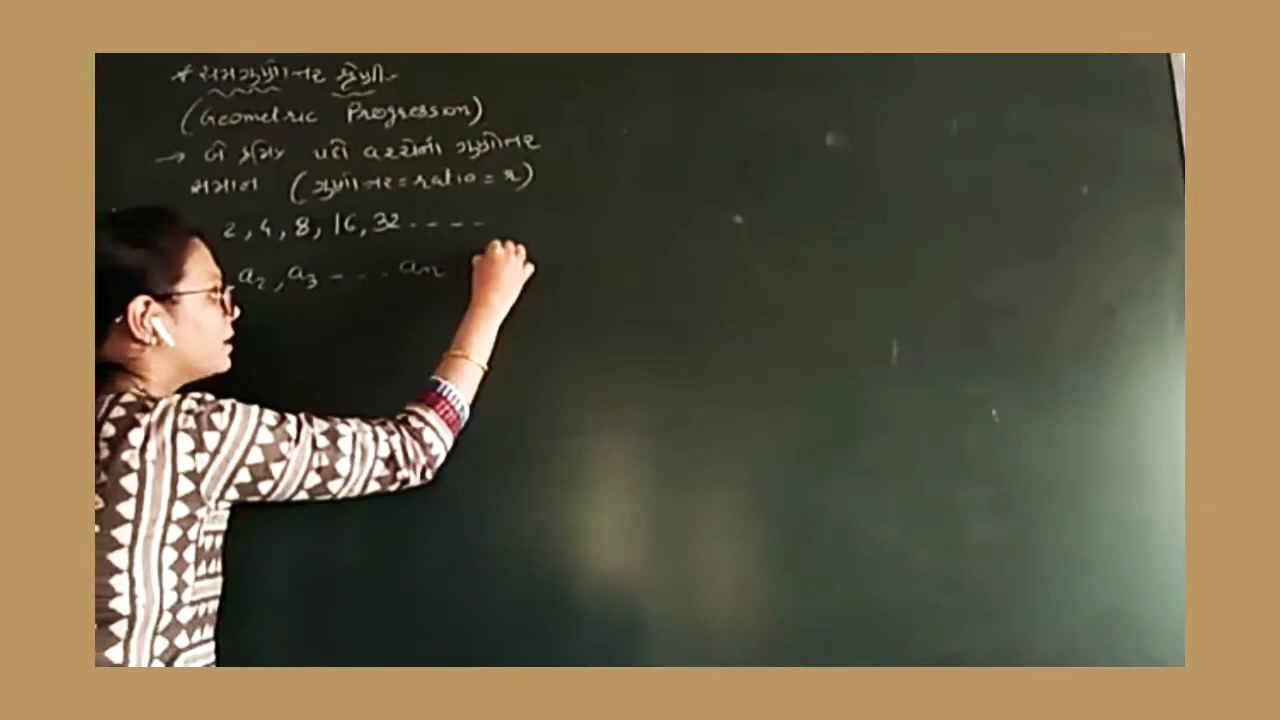 * સમગુણોત્તર શ્રેણી -
(Geometric Progression)
→ બે ક્રમિક પદો વચ્ચેનો ગુણોત્તર
સમાન (ગુણોત્તર = ratio = r)
2, 4, 8, 16, 32 - - - -
a₂, a₃ - - - aₙ